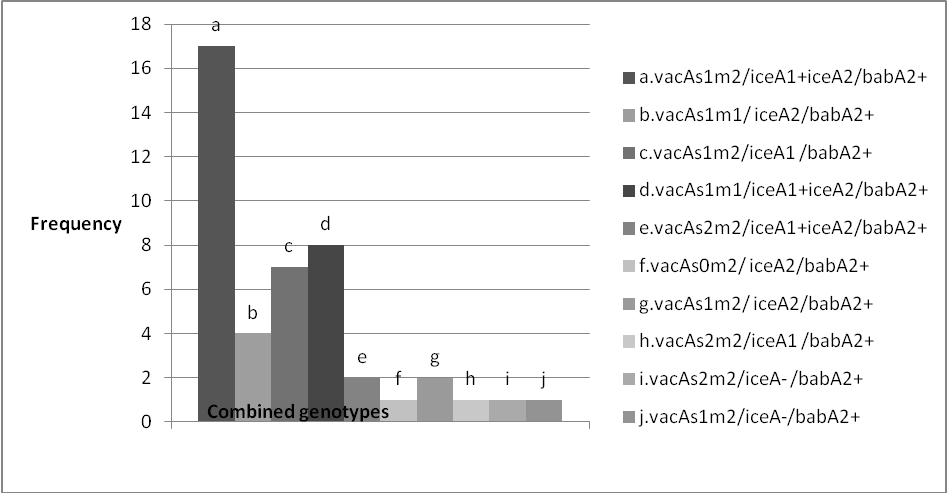 18
16
14
12
10
8
6
4
2
0
Frequency
a
b
c
d
e
f
g
h
i
j
Combined genotypes
a.vacAs1m2/iceA1+iceA2/babA2+
b.vacAs1m1/ iceA2/babA2+
c.vacAs1m2/iceA1 /babA2+
d.vacAs1m1/iceA1+iceA2/babA2+
e.vacAs2m2/iceA1+iceA2/babA2+
f.vacAs0m2/ iceA2/babA2+
g.vacAs1m2/ iceA2/babA2+
h.vacAs2m2/iceA1 /babA2+
i.vacAs2m2/iceA- /babA2+
j.vacAs1m2/iceA-/babA2+